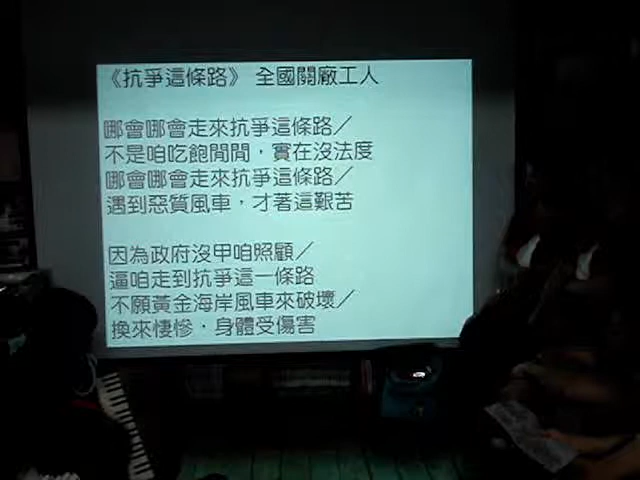 《抗爭這條路》 全國關廠工人
哪會哪會走來抗爭這條路／
不是咱吃飽閒閒，實在沒法度
哪會哪會走來抗爭這條路／
遇到惡質風車，才著這艱苦
因為政府沒甲咱照顧／
逼咱走到抗爭這一條路
不願黃金海岸風車來破壞／
換來悽慘，身體受傷害